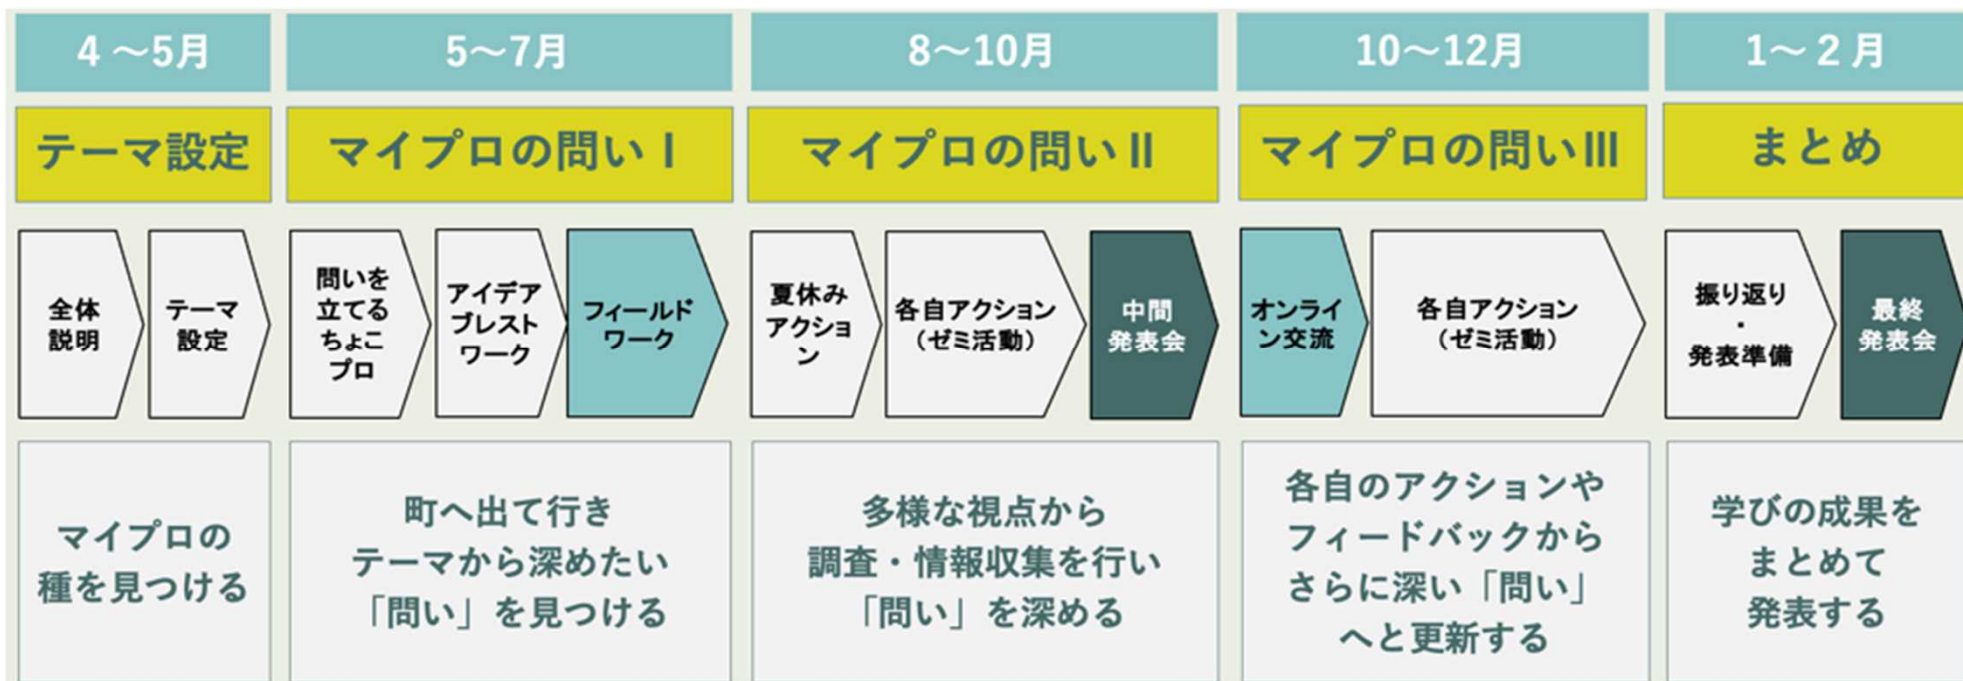 4 ～5月
5～7月
8～10月
10～12月
1～２月
テーマ設定
マイプロの問いⅠ
マイプロの問いⅡ
マイプロの問いⅢ
まとめ
全体
説明
テーマ
設定
問いを
立てる
ちょこ
プロ
アイデア
ブレスト
ワーク
フィールド
ワーク
夏休み
アクショ
ン
各自アクション
（ゼミ活動）
中間
発表会
オンライ
ン交流
各自アクション
（ゼミ活動）
振り返り
・
発表準備
最終
発表会
マイプロの
種を見つける
町へ出て行き
テーマから深めたい
「問い」を見つける
多様な視点から
調査・情報収集を行い
「問い」を深める
各自のアクションや
フィードバックから
さらに深い「問い」
へと更新する
学びの成果を
まとめて
発表する